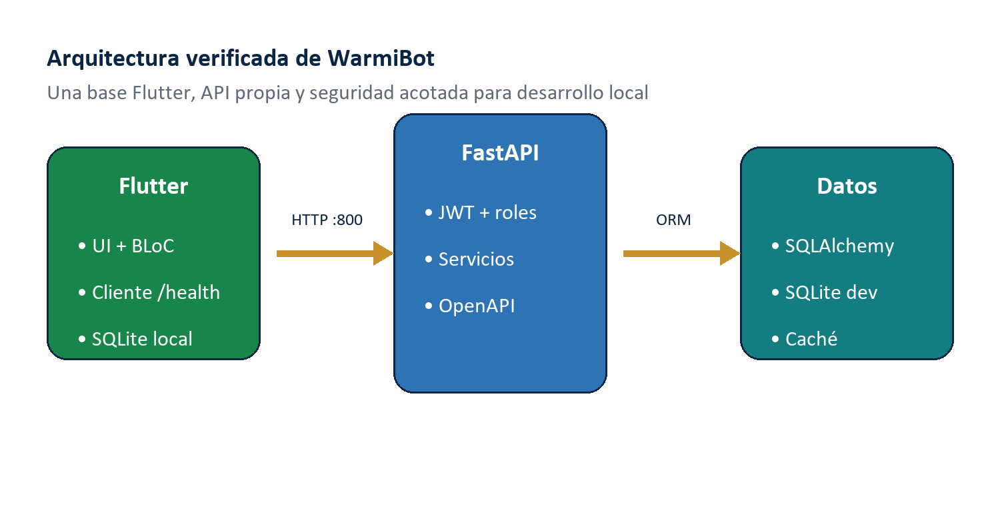 Arquitectura verificada de WarmiBot
Una base Flutter, API propia y seguridad acotada para desarrollo local
Flutter
• UI + BLoC
• Cliente /health
• SQLite local
HTTP :800
FastAPI
• JWT + roles
• Servicios
• OpenAPI
ORM
Datos
• SQLAlchemy
• SQLite dev
• Caché